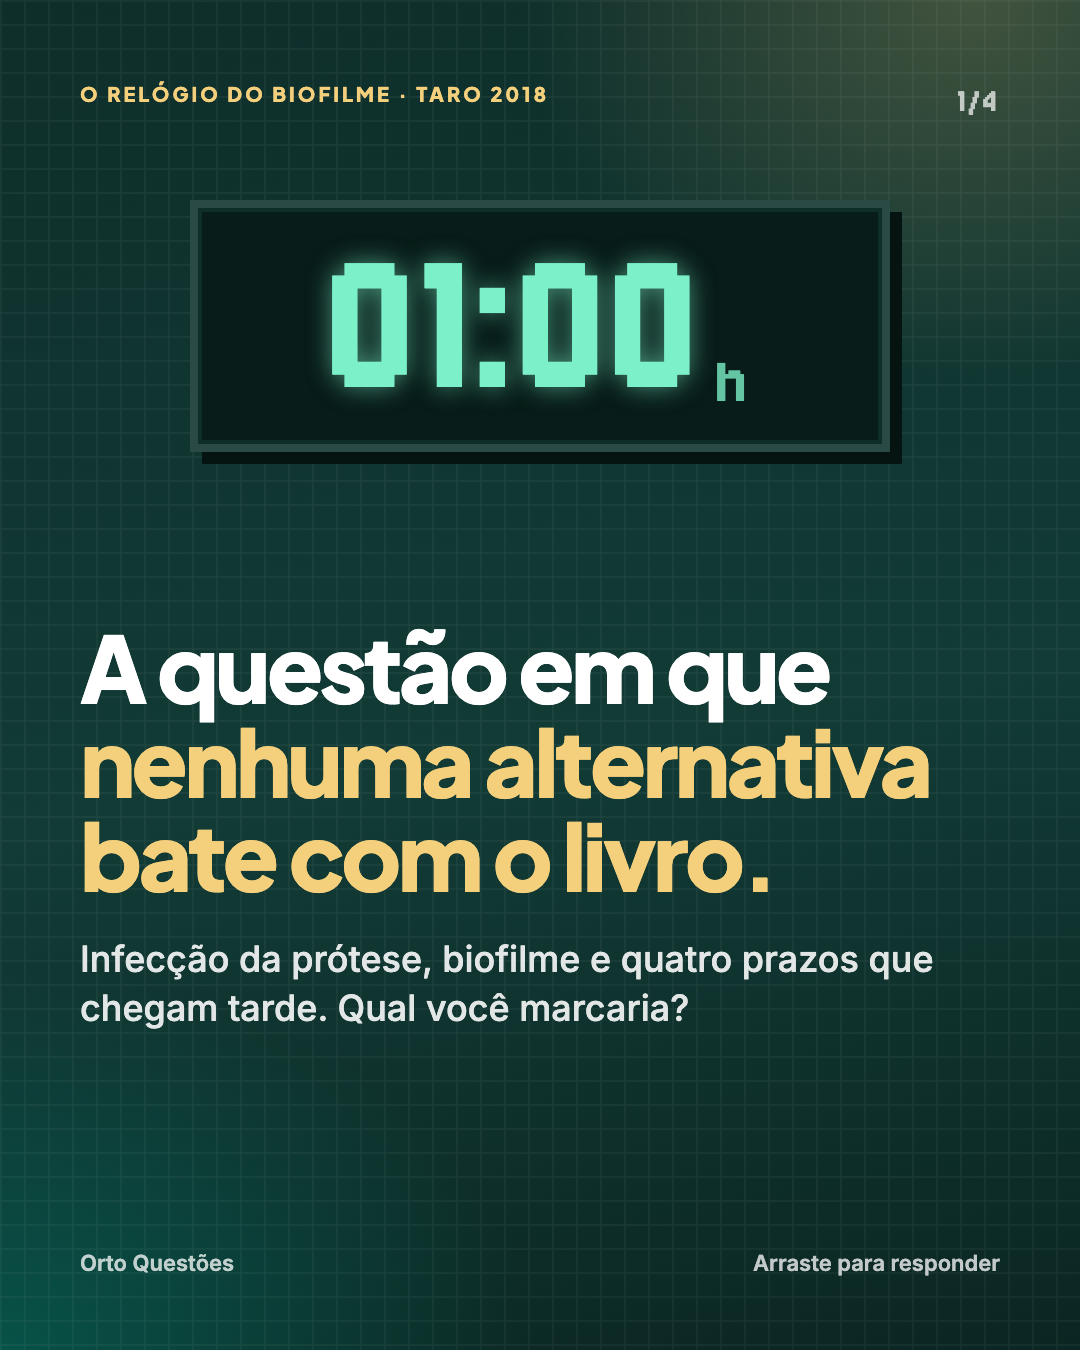 O RELÓGIO DO BIOFILME · TARO 2018
1/4
01:00 h
A questão em que
nenhuma alternativa
bate com o livro.
Infecção da prótese, biofilme e quatro prazos que
chegam tarde. Qual você marcaria?
Orto Questões
Arraste para responder